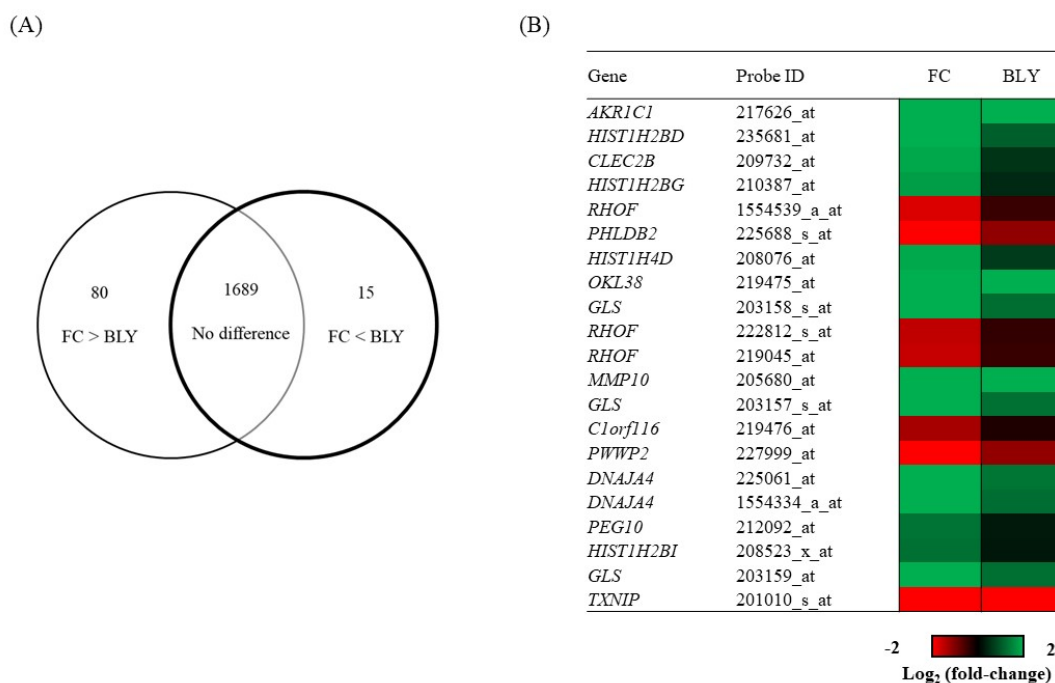 (A)
(B)
80
FC > BLY
1689
No difference
15
FC < BLY
Gene Probe ID FC BLY
AKR1C1 217626_at
HIST1H2BD 235681_at
CLEC2B 209732_at
HIST1H2BG 210387_at
RHOF 1554539_a_at
PHLDB2 225688_s_at
HIST1H4D 208076_at
OKL38 219475_at
GLS 203158_s_at
RHOF 222812_s_at
RHOF 219045_at
MMP10 205680_at
GLS 203157_s_at
C1orf116 219476_at
PWWP2 227999_at
DNAJA4 225061_at
DNAJA4 1554334_a_at
PEG10 212092_at
HIST1H2BI 208523_x_at
GLS 203159_at
TXNIP 201010_s_at
-2 2
Log2 (fold-change)